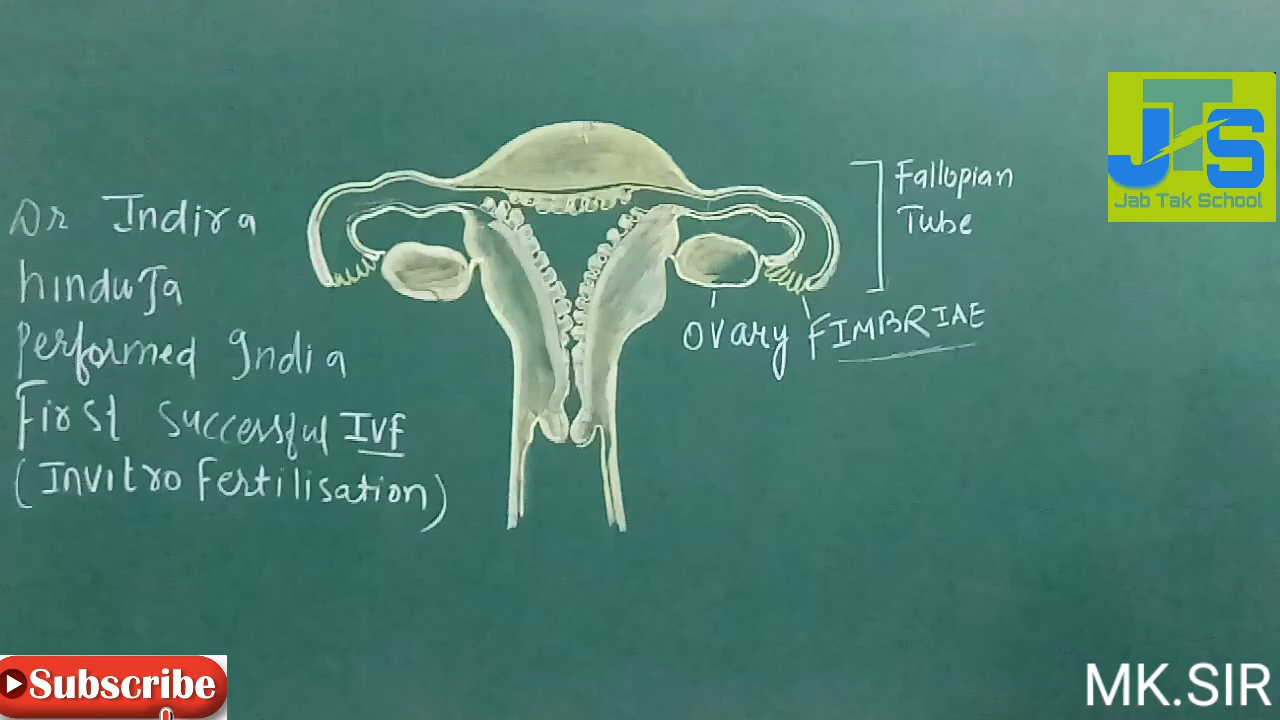 Dr Indira
hinduJa
performed India
First successful IVF
(Invitro Fertilisation)
Fallopian
Tube
Ovary
FIMBRIAE
JTS
Jab Tak School
Subscribe
MK.SIR